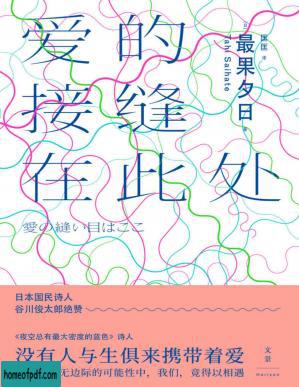 爱的
接缝
在此处
愛の縫い目はここ
[日]
最果夕日 著
Tahi Saihate
匡匡 译
日本国民诗人
谷川俊太郎绝赞
《夜空总有最大密度的蓝色》诗人
没有人与生俱来携带着爱
无边际的可能性中，我们，竟得以相遇
文景
Horizon
homeofpdf.com